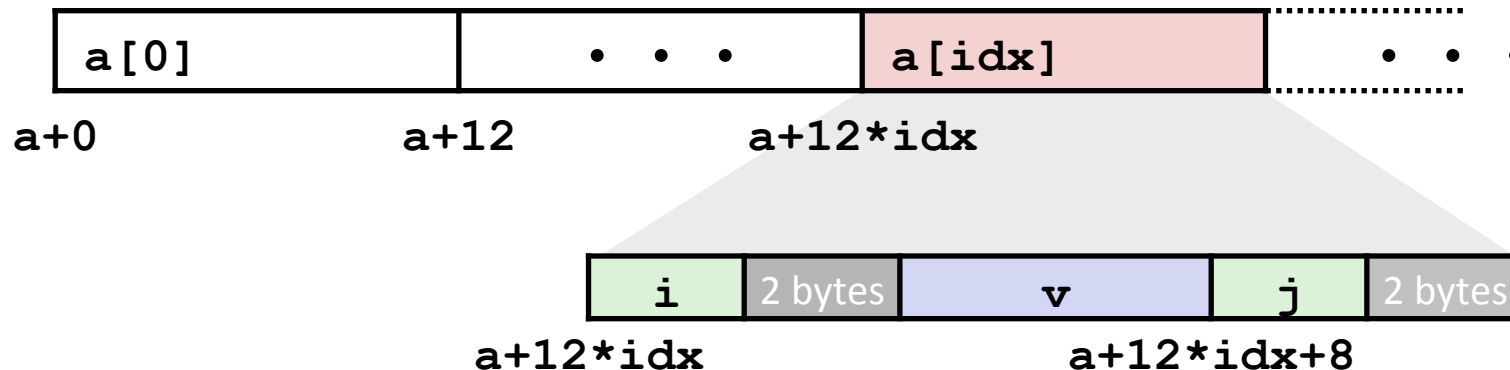 a[0] • • • a[idx] • • •
a+0 a+12 a+12*idx
i 2 bytes v j 2 bytes
a+12*idx a+12*idx+8